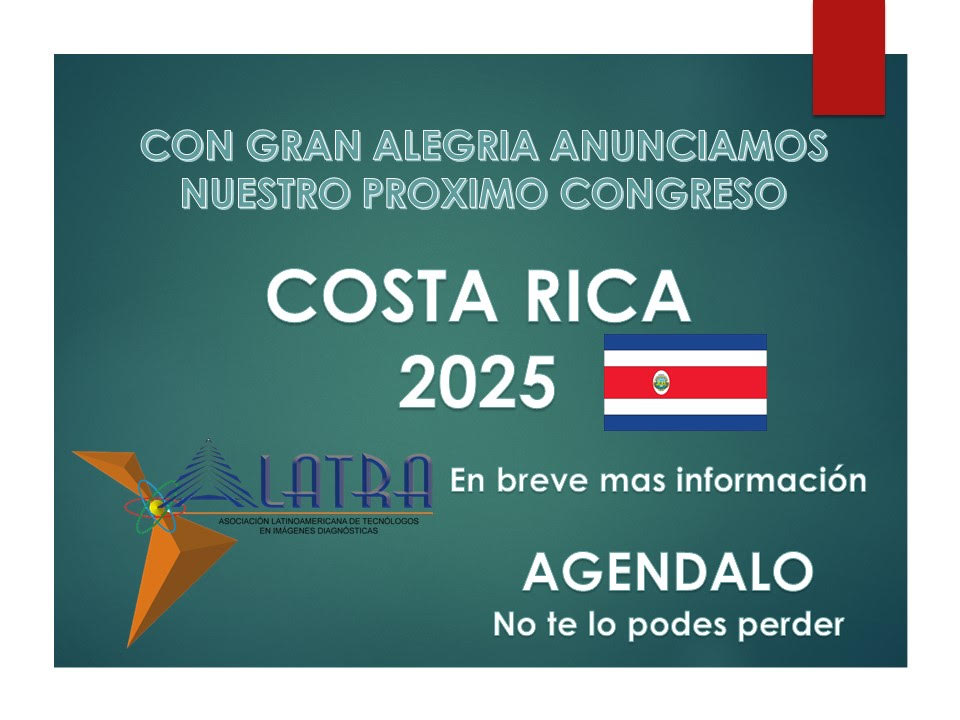 CON GRAN ALEGRIA ANUNCIAMOS
NUESTRO PROXIMO CONGRESO
COSTA RICA
2025
ALATRA
ASOCIACIÓN LATINOAMERICANA DE TECNÓLOGOS
EN IMÁGENES DIAGNÓSTICAS
En breve mas información
AGENDALO
No te lo podes perder